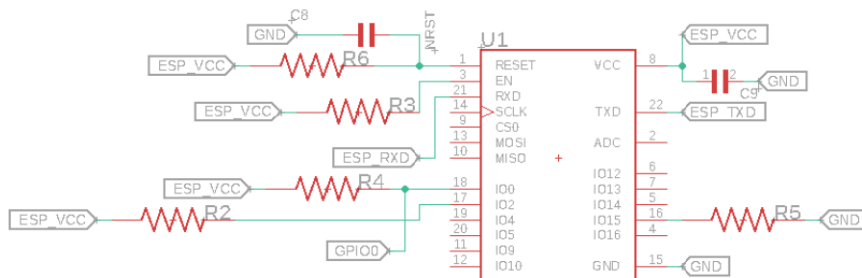 C8
GND
NRST
U1
ESP_VCC
R6
1 RESET
VCC 8
ESP_VCC
3 EN
21 RXD
1 2
C9
GND
ESP_VCC
R3
14 SCLK
TXD 22
ESP_TXD
9 CS0
13 MOSI
ADC 2
ESP_RXD
10 MISO
IO12 6
ESP_VCC
R4
18 IO0
IO13 7
17 IO2
IO14 5
ESP_VCC
R2
19 IO4
IO15 16
R5
GND
20 IO5
IO16 4
GPIO0
11 IO9
12 IO10
GND 15
GND